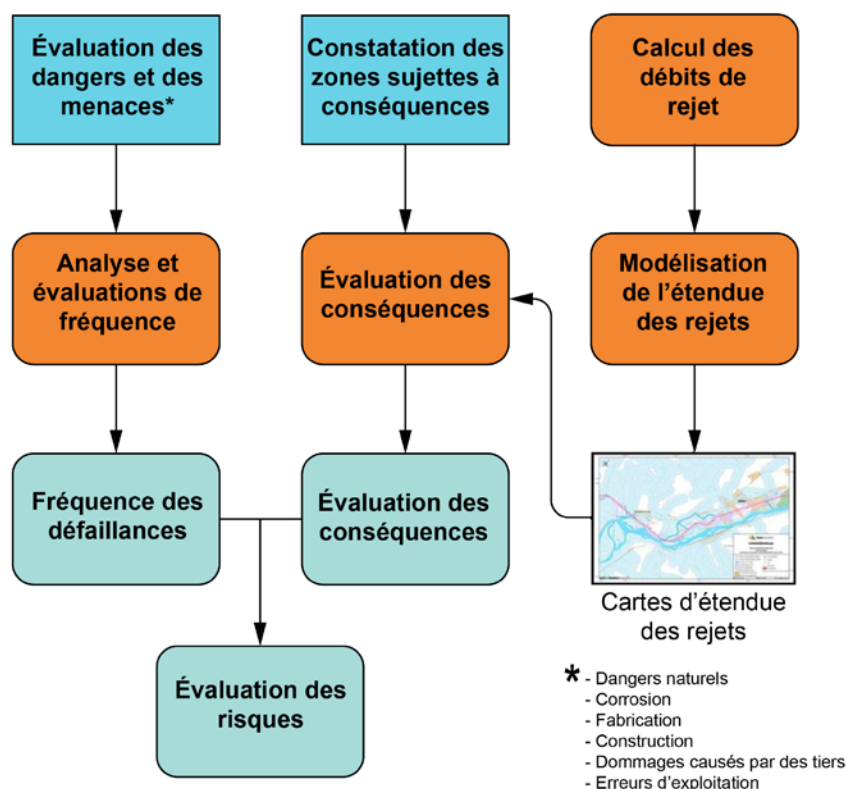 Évaluation des
dangers et des
menaces*
Constatation des
zones sujettes à
conséquences
Calcul des
débits de
rejet
Analyse et
évaluations de
fréquence
Évaluation des
conséquences
Modélisation
de l’étendue
des rejets
Fréquence des
défaillances
Évaluation des
conséquences
Cartes d’étendue
des rejets
Évaluation des
risques
* - Dangers naturels
- Corrosion
- Fabrication
- Construction
- Dommages causés par des tiers
- Erreurs d’exploitation